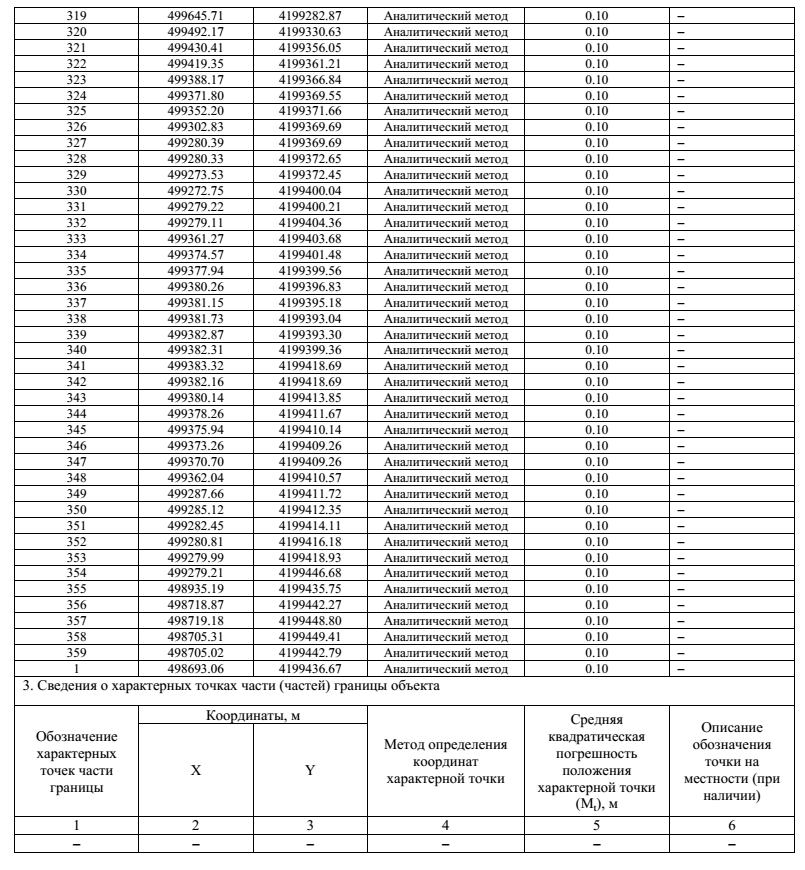 319 499645.71 4199282.87 Аналитический метод 0.10 –
320 499492.17 4199330.63 Аналитический метод 0.10 –
321 499430.41 4199356.05 Аналитический метод 0.10 –
322 499419.35 4199361.21 Аналитический метод 0.10 –
323 499388.17 4199366.84 Аналитический метод 0.10 –
324 499371.80 4199369.55 Аналитический метод 0.10 –
325 499352.20 4199371.66 Аналитический метод 0.10 –
326 499302.83 4199369.69 Аналитический метод 0.10 –
327 499280.39 4199369.69 Аналитический метод 0.10 –
328 499280.33 4199372.65 Аналитический метод 0.10 –
329 499273.53 4199372.45 Аналитический метод 0.10 –
330 499272.75 4199400.04 Аналитический метод 0.10 –
331 499279.22 4199400.21 Аналитический метод 0.10 –
332 499279.11 4199404.36 Аналитический метод 0.10 –
333 499361.27 4199403.68 Аналитический метод 0.10 –
334 499374.57 4199401.48 Аналитический метод 0.10 –
335 499377.94 4199399.56 Аналитический метод 0.10 –
336 499380.26 4199396.83 Аналитический метод 0.10 –
337 499381.15 4199395.18 Аналитический метод 0.10 –
338 499381.73 4199393.04 Аналитический метод 0.10 –
339 499382.87 4199393.30 Аналитический метод 0.10 –
340 499382.31 4199399.36 Аналитический метод 0.10 –
341 499383.32 4199418.69 Аналитический метод 0.10 –
342 499382.16 4199418.69 Аналитический метод 0.10 –
343 499380.14 4199413.85 Аналитический метод 0.10 –
344 499378.26 4199411.67 Аналитический метод 0.10 –
345 499375.94 4199410.14 Аналитический метод 0.10 –
346 499373.26 4199409.26 Аналитический метод 0.10 –
347 499370.70 4199409.26 Аналитический метод 0.10 –
348 499362.04 4199410.57 Аналитический метод 0.10 –
349 499287.66 4199411.72 Аналитический метод 0.10 –
350 499285.12 4199412.35 Аналитический метод 0.10 –
351 499282.45 4199414.11 Аналитический метод 0.10 –
352 499280.81 4199416.18 Аналитический метод 0.10 –
353 499279.99 4199418.93 Аналитический метод 0.10 –
354 499279.21 4199446.68 Аналитический метод 0.10 –
355 498935.19 4199435.75 Аналитический метод 0.10 –
356 498718.87 4199442.27 Аналитический метод 0.10 –
357 498719.18 4199448.80 Аналитический метод 0.10 –
358 498705.31 4199449.41 Аналитический метод 0.10 –
359 498705.02 4199442.79 Аналитический метод 0.10 –
1 498693.06 4199436.67 Аналитический метод 0.10 –
3. Сведения о характерных точках части (частей) границы объекта
Обозначение
характерных
точек части
границы
Координаты, м
X Y
Метод определения
координат
характерной точки
Средняя
квадратическая
погрешность
положения
характерной точки
(Mt), м
Описание
обозначения
точки на
местности (при
наличии)
1 2 3 4 5 6
– – – – – –